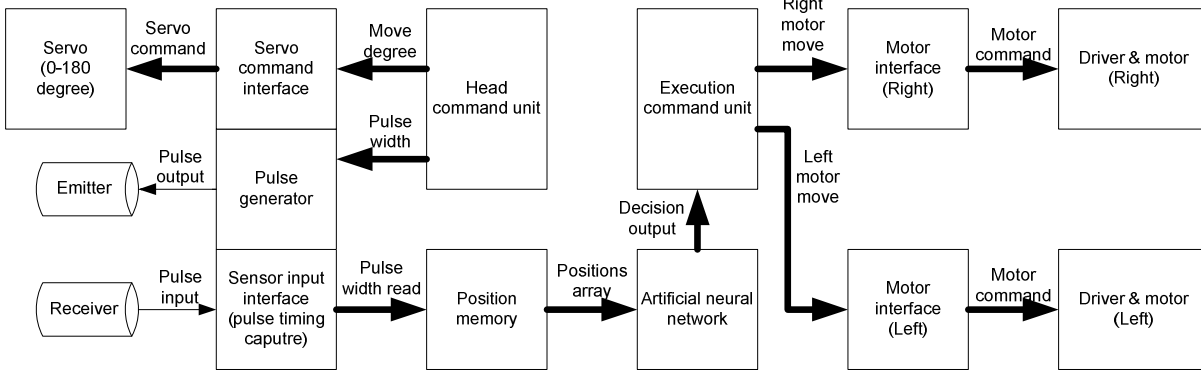 Servo
(0-180
degree)
Servo
command
Servo
command
interface
Move
degree
Head
command unit
Pulse
width
Pulse
generator
Pulse
output
Emitter
Receiver
Pulse
input
Sensor input
interface
(pulse timing
caputre)
Pulse
width read
Position
memory
Positions
array
Artificial neural
network
Decision
output
Execution
command unit
Right
motor
move
Left
motor
move
Motor
interface
(Right)
Motor
command
Driver & motor
(Right)
Motor
interface
(Left)
Motor
command
Driver & motor
(Left)